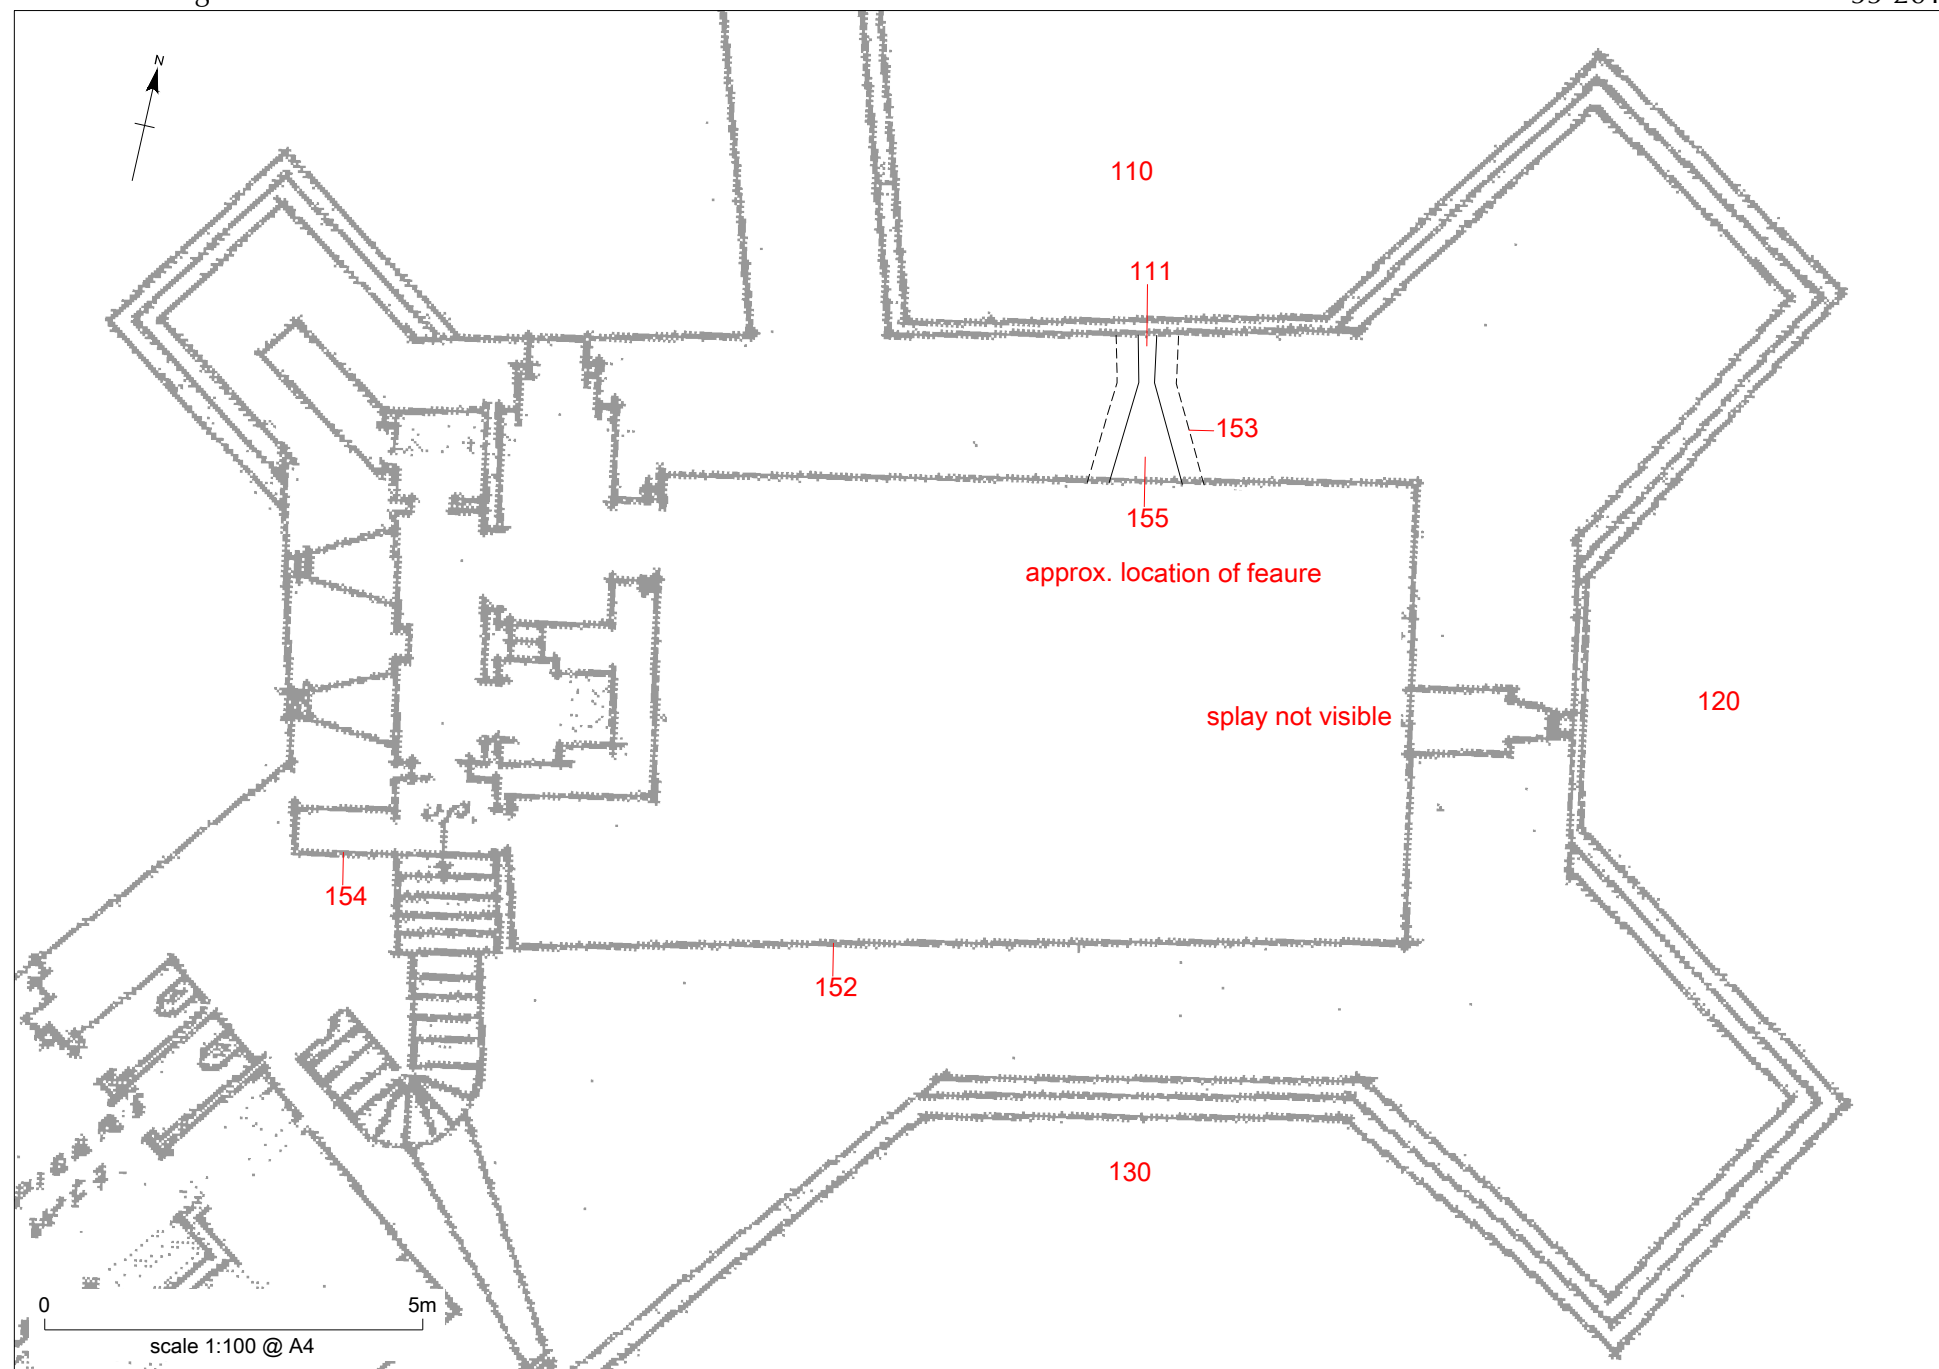 N
110
111
153
155
approx. location of feaure
splay not visible
120
154
152
130
0 5m
scale 1:100 @ A4